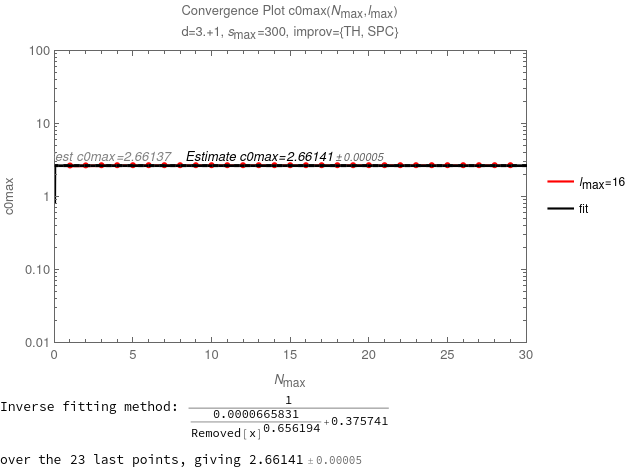 Convergence Plot c0max(Nmax,lmax)
d=3.+1, smax=300, improv={TH, SPC}
100
10
1
0.10
0.01
c0max
est c0max=2.66137
Estimate c0max=2.66141±0.00005
lmax=16
fit
0 5 10 15 20 25 30
Nmax
Inverse fitting method:
1
0.0000665831
Removed[x]^0.656194 +0.375741
over the 23 last points, giving 2.66141 ±0.00005